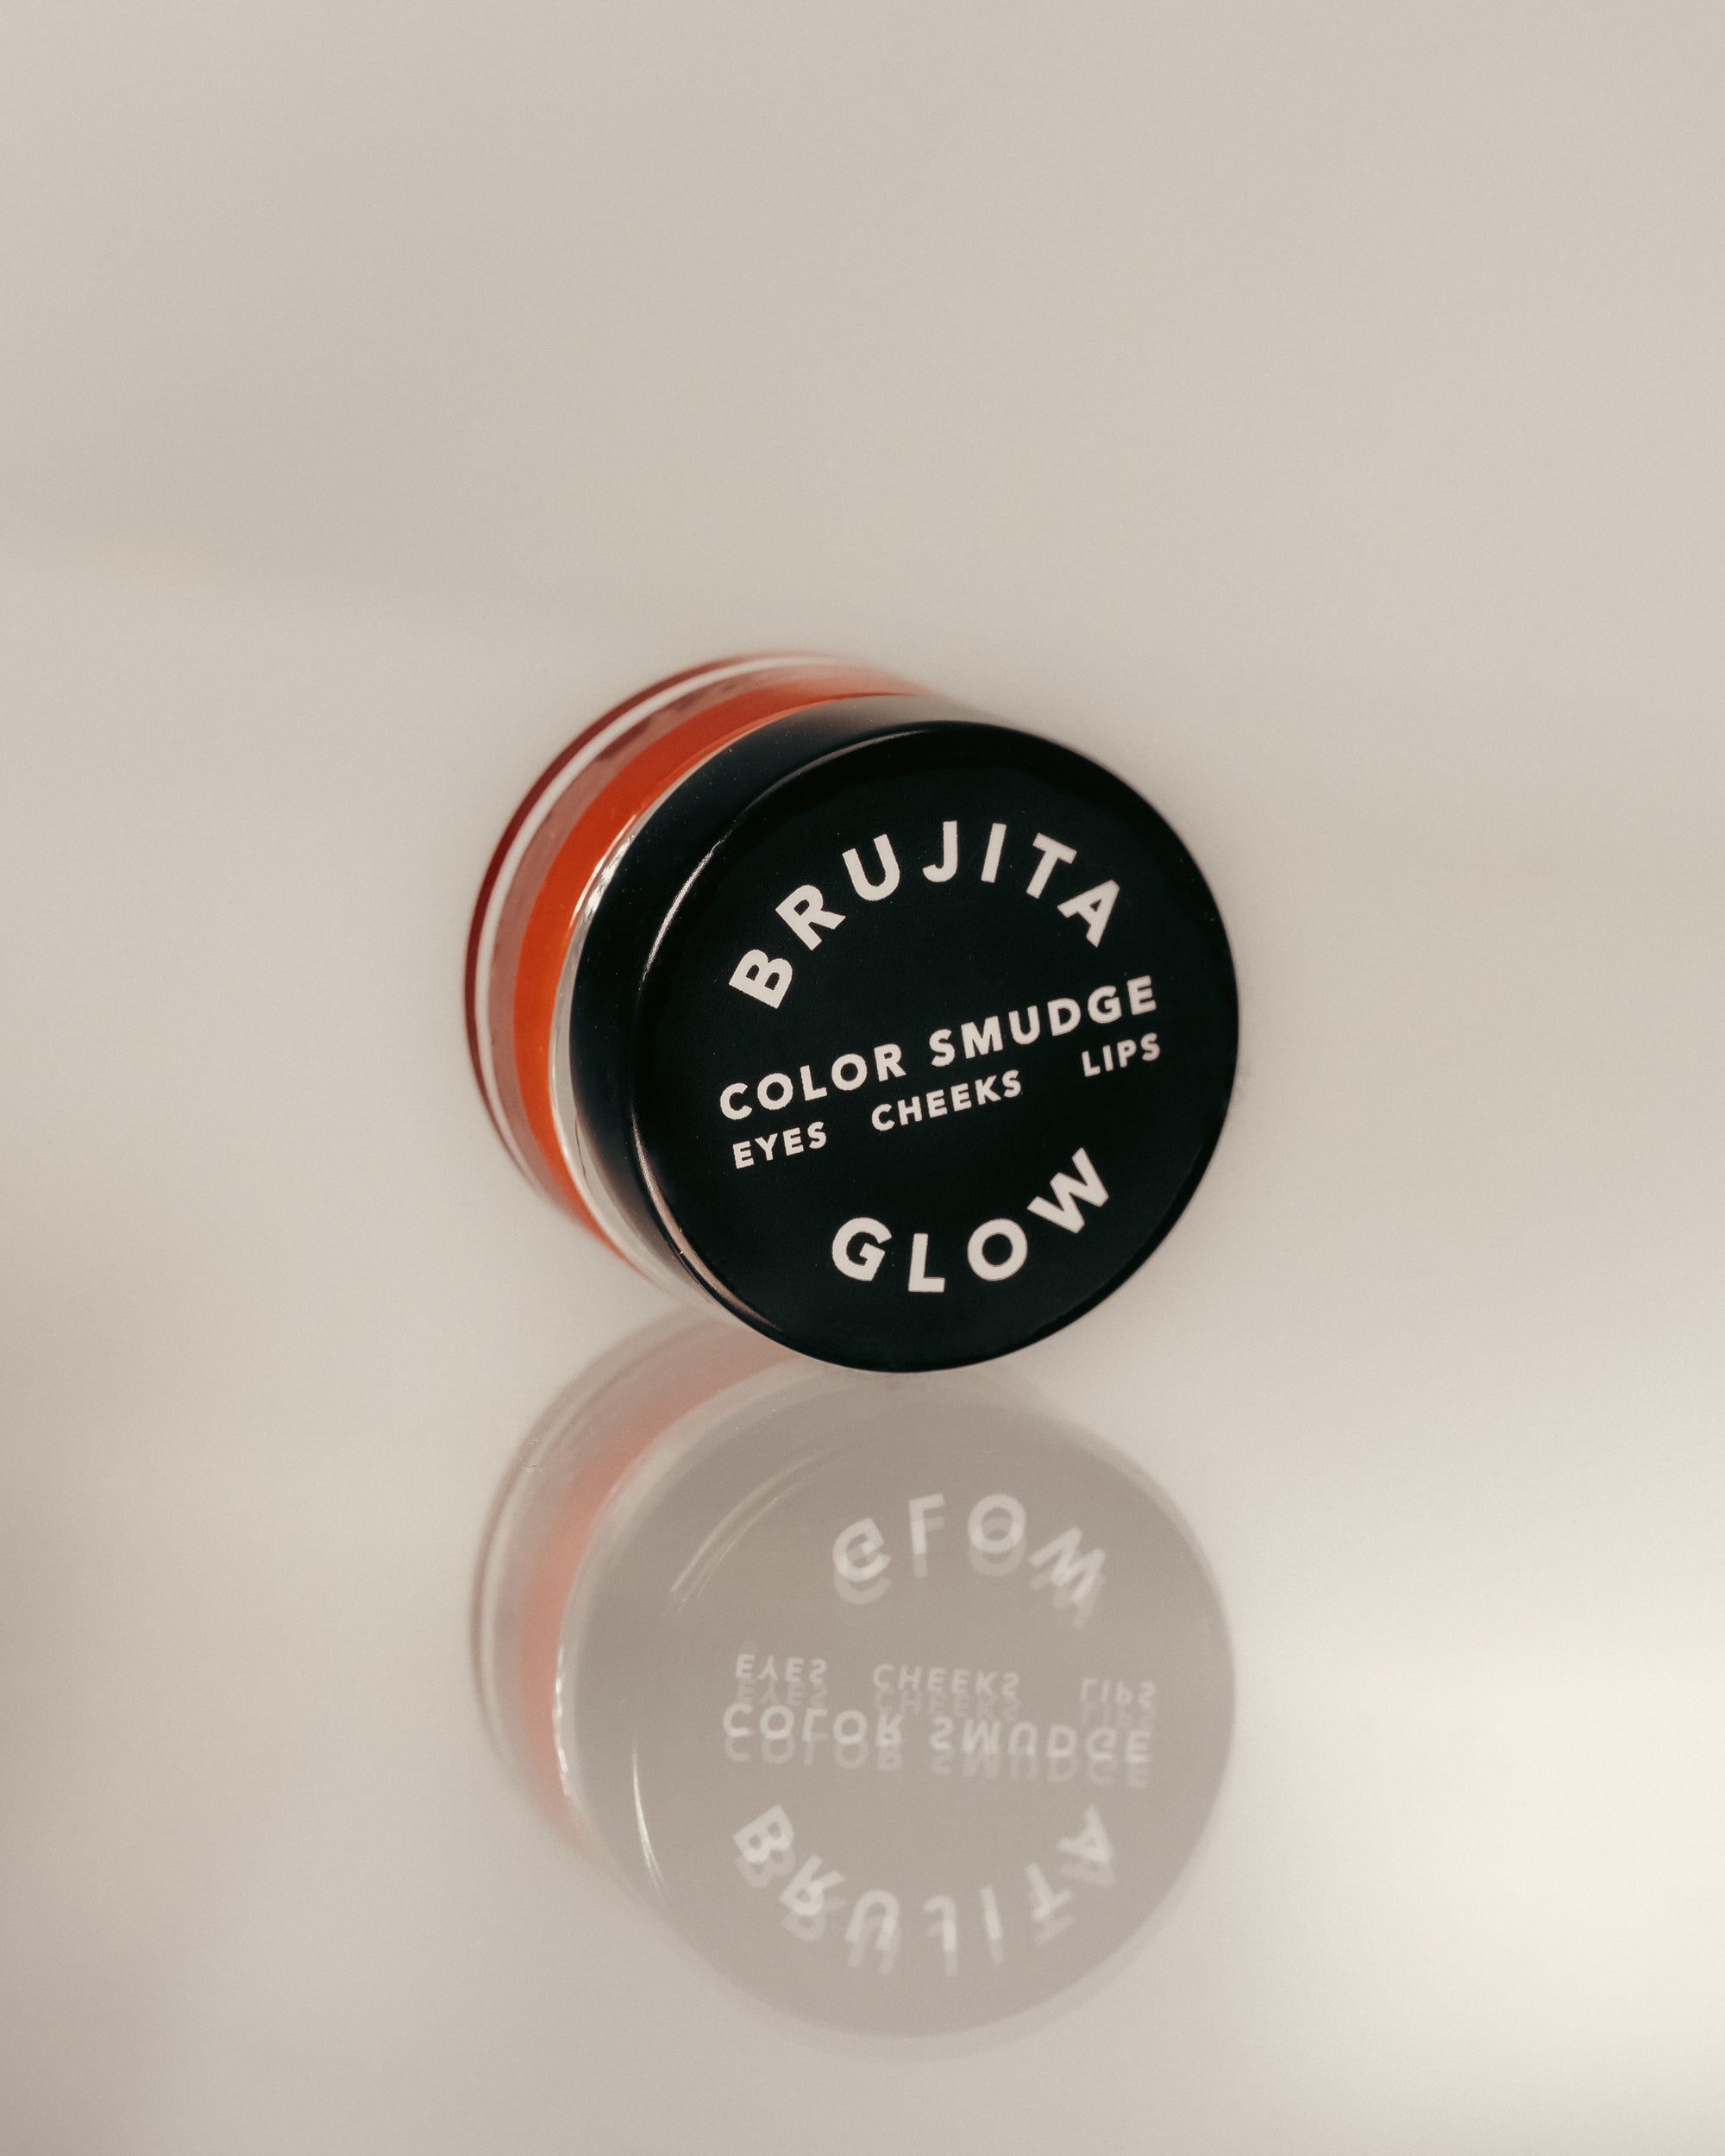 BRUJITA
COLOR SMUDGE
EYES CHEEKS LIPS
GLOW